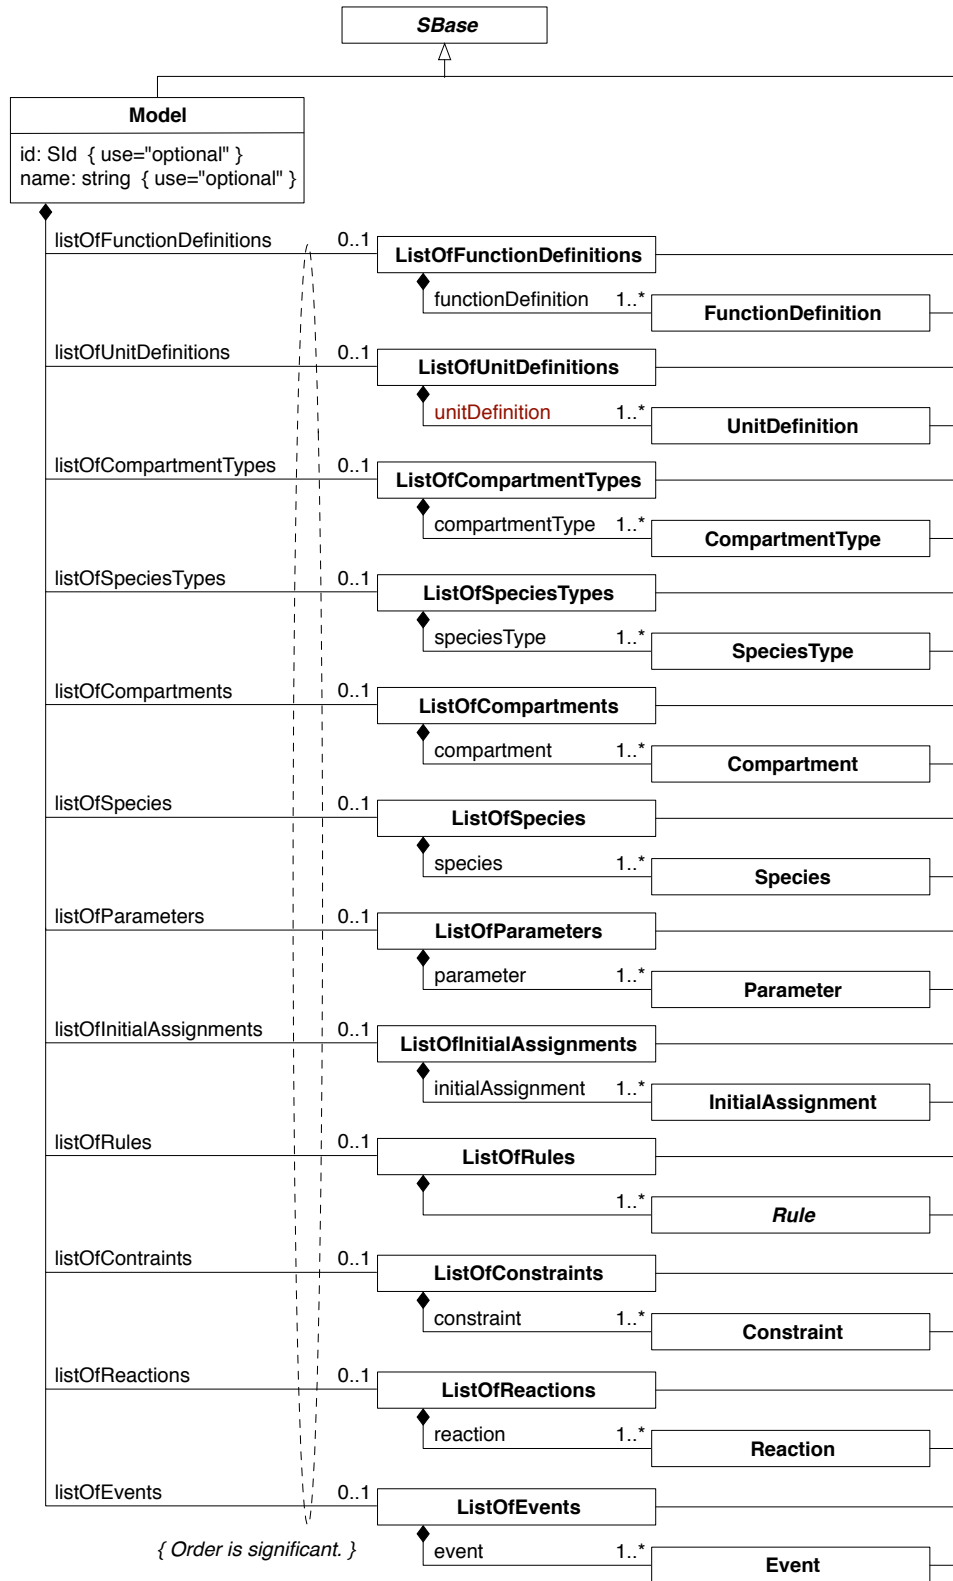 SBase
Model
id: SId { use="optional" }
name: string { use="optional" }
listOfFunctionDefinitions 0..1 ListOfFunctionDefinitions
functionDefinition 1..* FunctionDefinition
listOfUnitDefinitions 0..1 ListOfUnitDefinitions
unitDefinition 1..* UnitDefinition
listOfCompartmentTypes 0..1 ListOfCompartmentTypes
compartmentType 1..* CompartmentType
listOfSpeciesTypes 0..1 ListOfSpeciesTypes
speciesType 1..* SpeciesType
listOfCompartments 0..1 ListOfCompartments
compartment 1..* Compartment
listOfSpecies 0..1 ListOfSpecies
species 1..* Species
listOfParameters 0..1 ListOfParameters
parameter 1..* Parameter
listOfInitialAssignments 0..1 ListOfInitialAssignments
initialAssignment 1..* InitialAssignment
listOfRules 0..1 ListOfRules
1..* Rule
listOfContraints 0..1 ListOfConstraints
constraint 1..* Constraint
listOfReactions 0..1 ListOfReactions
reaction 1..* Reaction
listOfEvents 0..1 ListOfEvents
{ Order is significant. } event 1..* Event